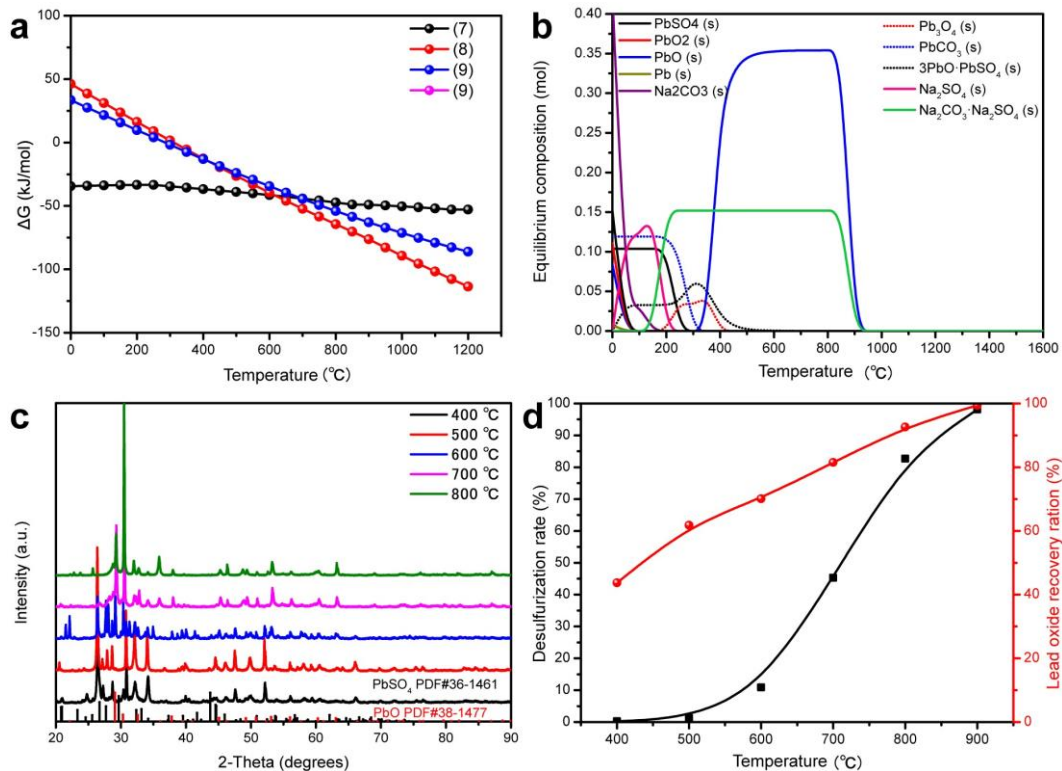 a
100
50
0
-50
-100
-150
ΔG (kJ/mol)
0
200
400
600
800
1000
1200
Temperature (℃)
(7)
(8)
(9)
(9)
b
0.40
0.35
0.30
0.25
0.20
0.15
0.10
0.05
0.00
Equilibrium composition (mol)
0
200
400
600
800
1000
1200
1400
1600
Temperature (℃)
PbSO4 (s)
PbO2 (s)
PbO (s)
Pb (s)
Na2CO3 (s)
Pb₃O₄ (s)
PbCO₃ (s)
3PbO·PbSO₄ (s)
Na₂SO₄ (s)
Na₂CO₃·Na₂SO₄ (s)
c
Intensity (a.u.)
400 ℃
500 ℃
600 ℃
700 ℃
800 ℃
PbSO₄ PDF#36-1461
PbO PDF#38-1477
20
30
40
50
60
70
80
90
2-Theta (degrees)
d
100
90
80
70
60
50
40
30
20
10
0
Desulfurization rate (%)
400
500
600
700
800
900
Temperature (℃)
100
80
60
40
20
0
Lead oxide recovery ration (%)